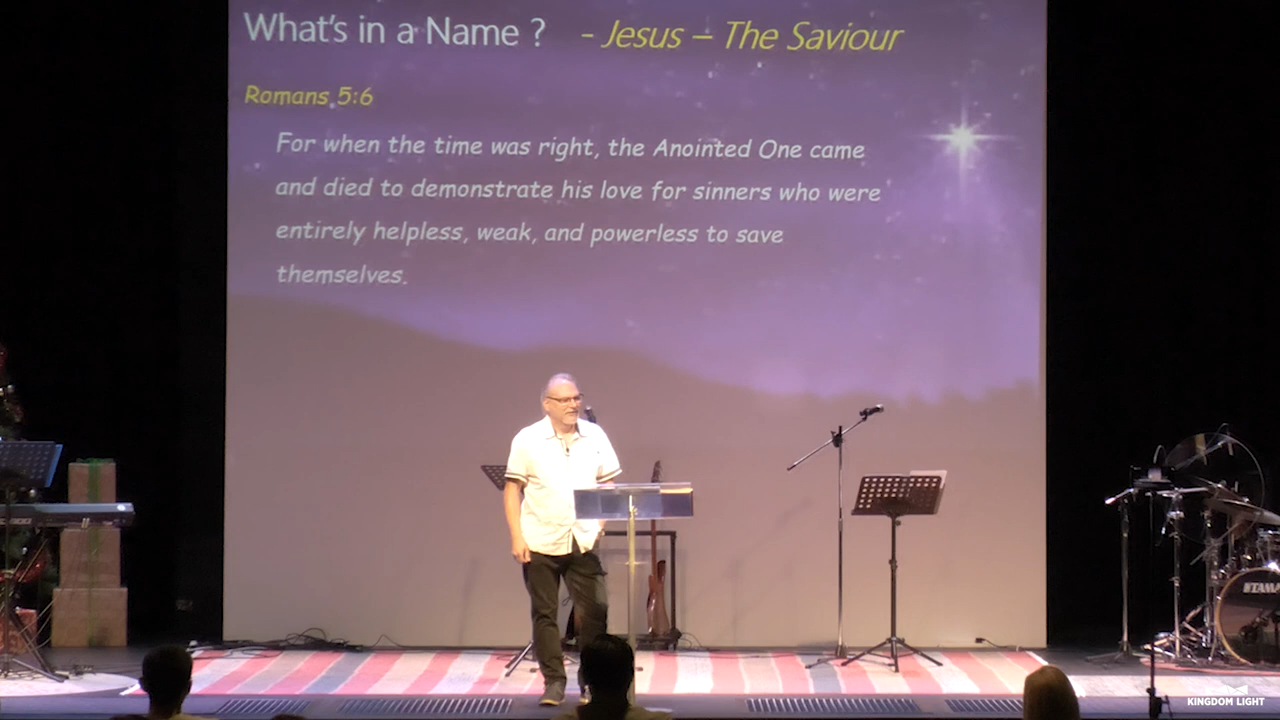 What's in a Name ? - Jesus – The Saviour
Romans 5:6
For when the time was right, the Anointed One came
and died to demonstrate his love for sinners who were
entirely helpless, weak, and powerless to save
themselves.
TAMA
KINGDOM LIGHT